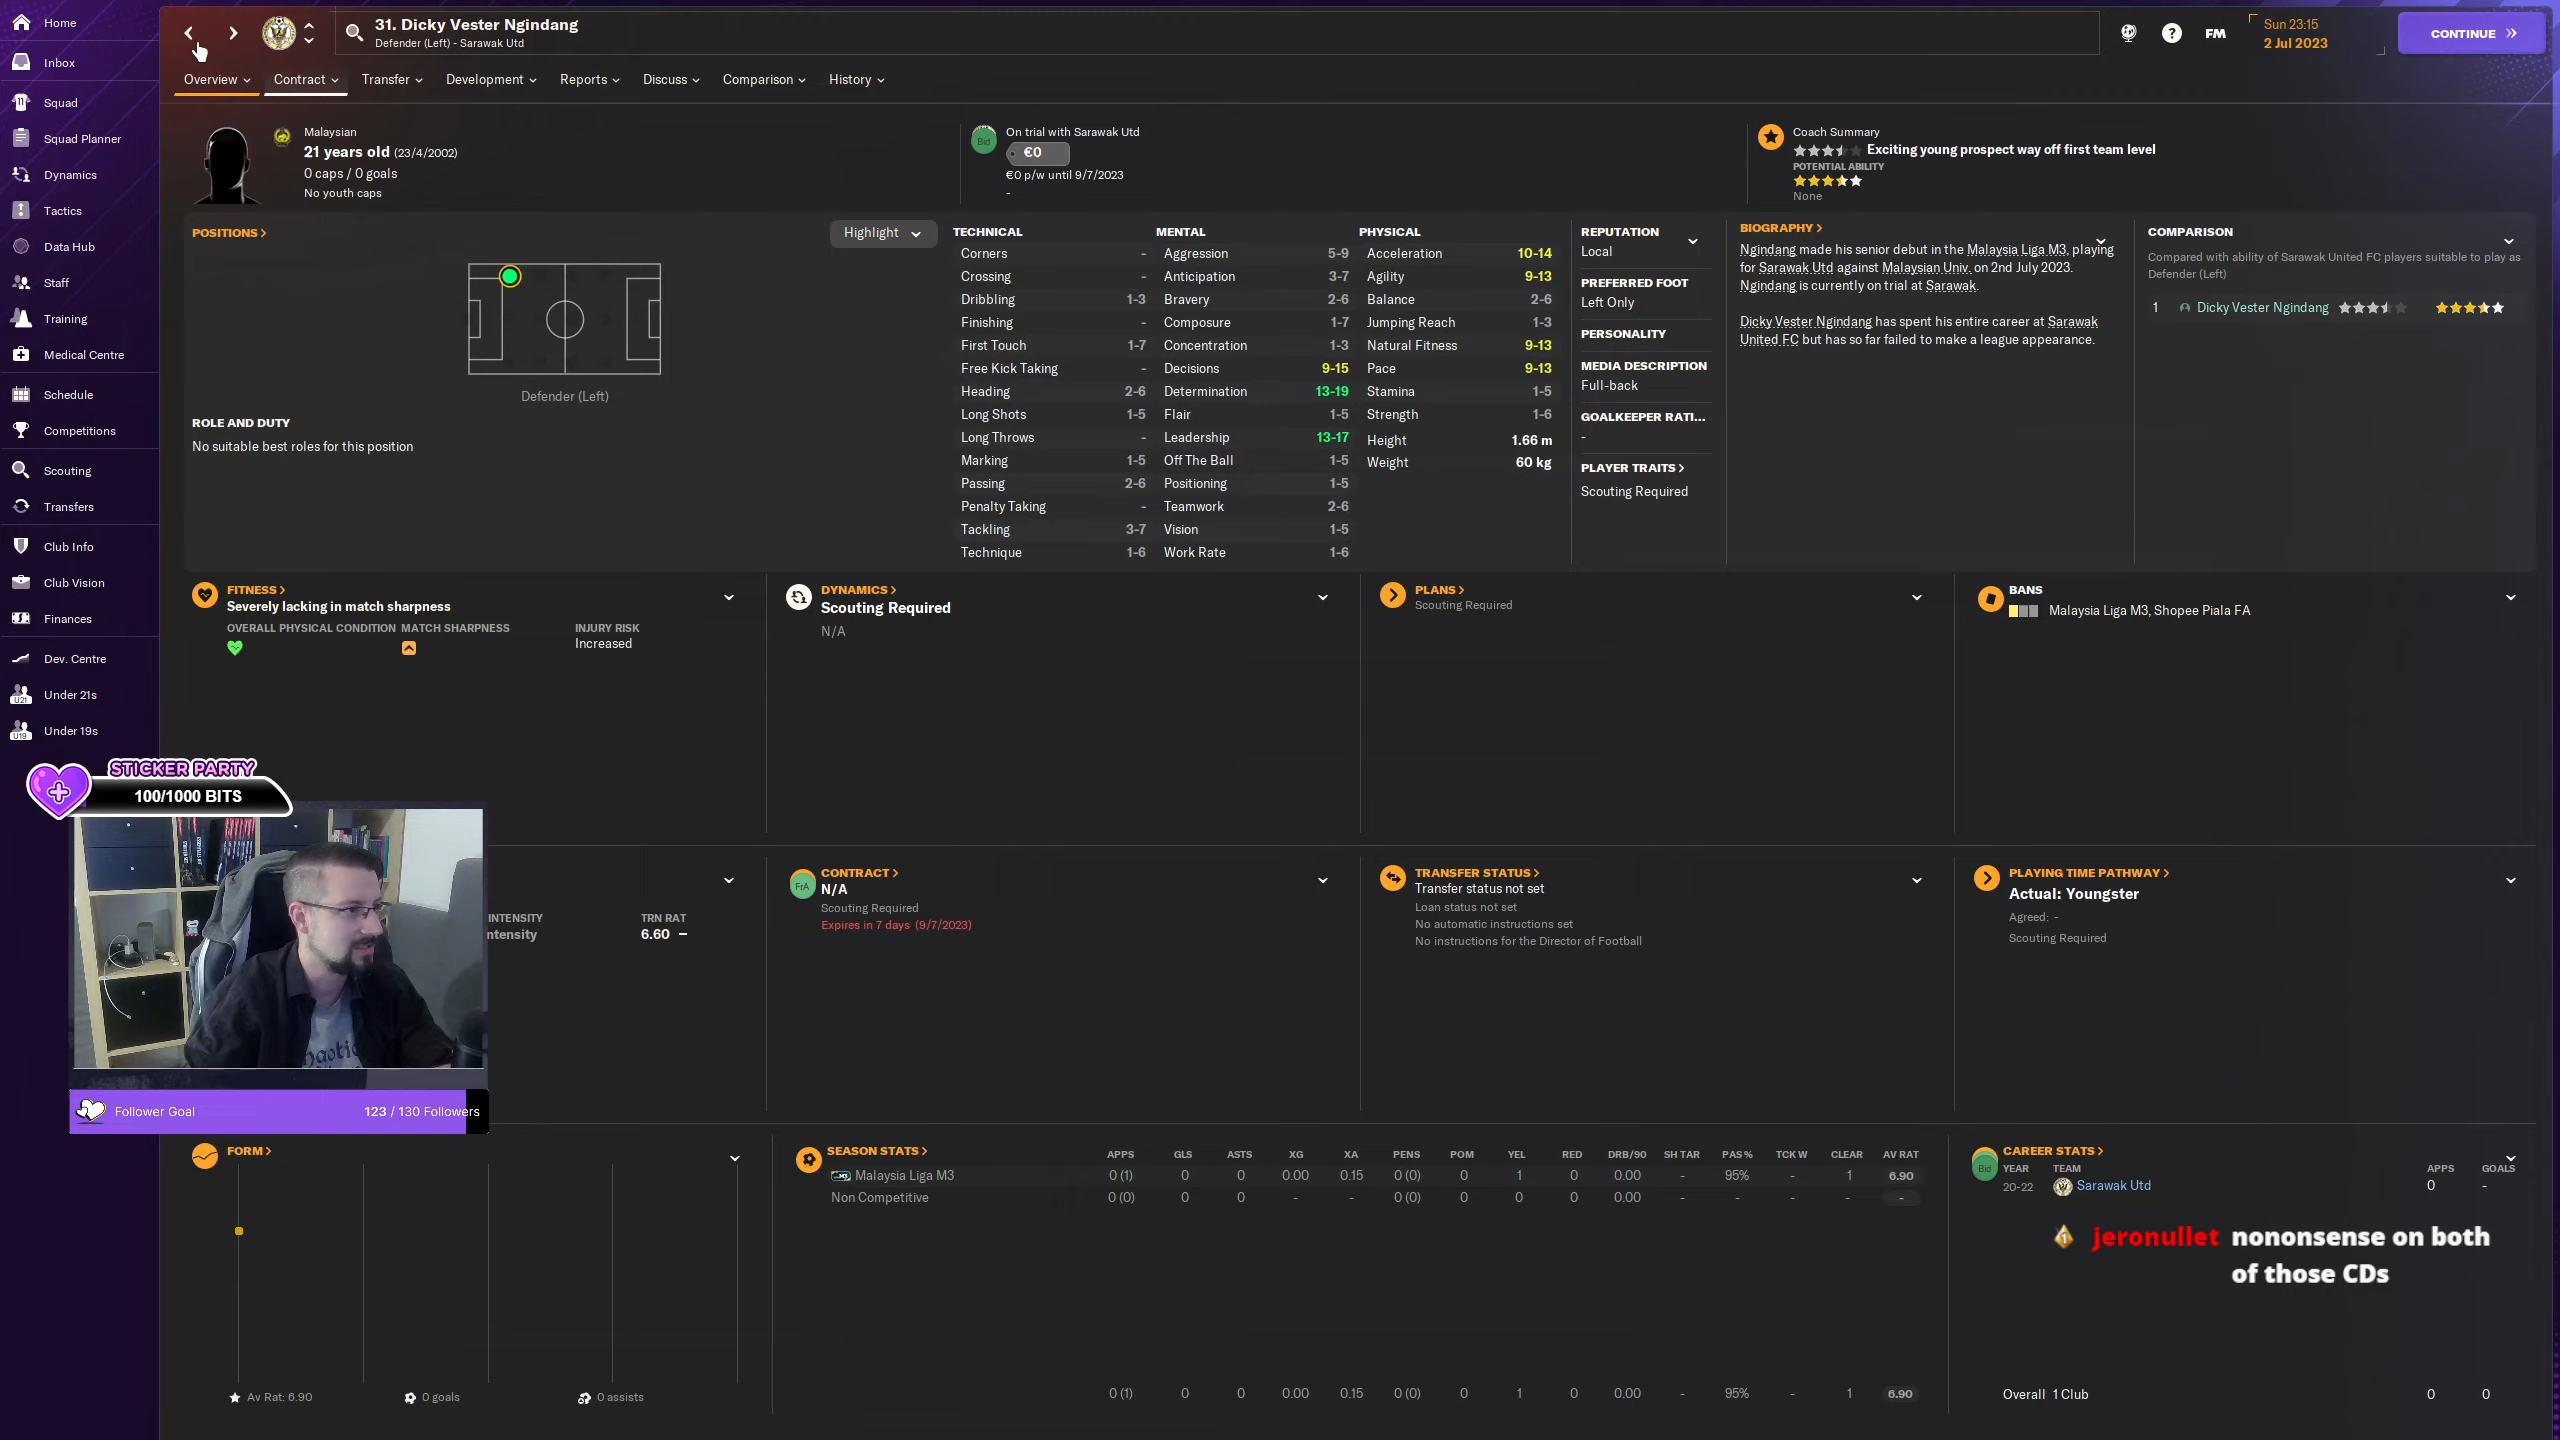 Home
Inbox
Squad
Squad Planner
Dynamics
Tactics
Data Hub
Staff
Training
Medical Centre
Schedule
Competitions
Scouting
Transfers
Club Info
Club Vision
Finances
Dev. Centre
Under 21s
Under 19s
31. Dicky Vester Ngindang
Defender (Left) - Sarawak Utd
FM
Sun 23:15
2 Jul 2023
CONTINUE
Overview
Contract
Transfer
Development
Reports
Discuss
Comparison
History
Malaysian
21 years old (23/4/2002)
0 caps / 0 goals
No youth caps
Bid
On trial with Sarawak Utd
€0
€0 p/w until 9/7/2023
-
Coach Summary
Exciting young prospect way off first team level
POTENTIAL ABILITY
None
POSITIONS >
Highlight
Defender (Left)
ROLE AND DUTY
No suitable best roles for this position
TECHNICAL
Corners -
Crossing -
Dribbling 1-3
Finishing -
First Touch 1-7
Free Kick Taking -
Heading 2-6
Long Shots 1-5
Long Throws -
Marking 1-5
Passing 2-6
Penalty Taking -
Tackling 3-7
Technique 1-6
MENTAL
Aggression 5-9
Anticipation 3-7
Bravery 2-6
Composure 1-7
Concentration 1-3
Decisions 9-15
Determination 13-19
Flair 1-5
Leadership 13-17
Off The Ball 1-5
Positioning 1-5
Teamwork 2-6
Vision 1-5
Work Rate 1-6
PHYSICAL
Acceleration 10-14
Agility 9-13
Balance 2-6
Jumping Reach 1-3
Natural Fitness 9-13
Pace 9-13
Stamina 1-5
Strength 1-6
Height 1.66 m
Weight 60 kg
REPUTATION
Local
PREFERRED FOOT
Left Only
PERSONALITY
MEDIA DESCRIPTION
Full-back
GOALKEEPER RATI...
-
PLAYER TRAITS >
Scouting Required
BIOGRAPHY >
Ngindang made his senior debut in the Malaysia Liga M3, playing
for Sarawak Utd against Malaysian Univ. on 2nd July 2023.
Ngindang is currently on trial at Sarawak.
Dicky Vester Ngindang has spent his entire career at Sarawak
United FC but has so far failed to make a league appearance.
COMPARISON
Compared with ability of Sarawak United FC players suitable to play as
Defender (Left)
1 Dicky Vester Ngindang
FITNESS >
Severely lacking in match sharpness
OVERALL PHYSICAL CONDITION MATCH SHARPNESS INJURY RISK
Increased
DYNAMICS >
Scouting Required
N/A
PLANS >
Scouting Required
BANS
Malaysia Liga M3, Shopee Piala FA
STICKER PARTY
100/1000 BITS
INTENSITY TRN RAT
ntensity 6.60 –
Follower Goal 123 / 130 Followers
FrA
CONTRACT >
N/A
Scouting Required
Expires in 7 days (9/7/2023)
TRANSFER STATUS >
Transfer status not set
Loan status not set
No automatic instructions set
No instructions for the Director of Football
PLAYING TIME PATHWAY >
Actual: Youngster
Agreed: -
Scouting Required
FORM >
Av Rat: 6.90 0 goals 0 assists
SEASON STATS > APPS GLS ASTS XG XA PENS POM YEL RED DRB/90 SH TAR PAS % TCK W CLEAR AV RAT
Malaysia Liga M3 0 (1) 0 0 0.00 0.15 0 (0) 0 1 0 0.00 - 95% - 1 6.90
Non Competitive 0 (0) 0 0 - - 0 (0) 0 0 0 0.00 - - - - -
0 (1) 0 0 0.00 0.15 0 (0) 0 1 0 0.00 - 95% - 1 6.90
Bid
CAREER STATS >
YEAR TEAM APPS GOALS
20-22 Sarawak Utd 0 -
jeronullet nononsense on both
of those CDs
Overall 1 Club 0 0